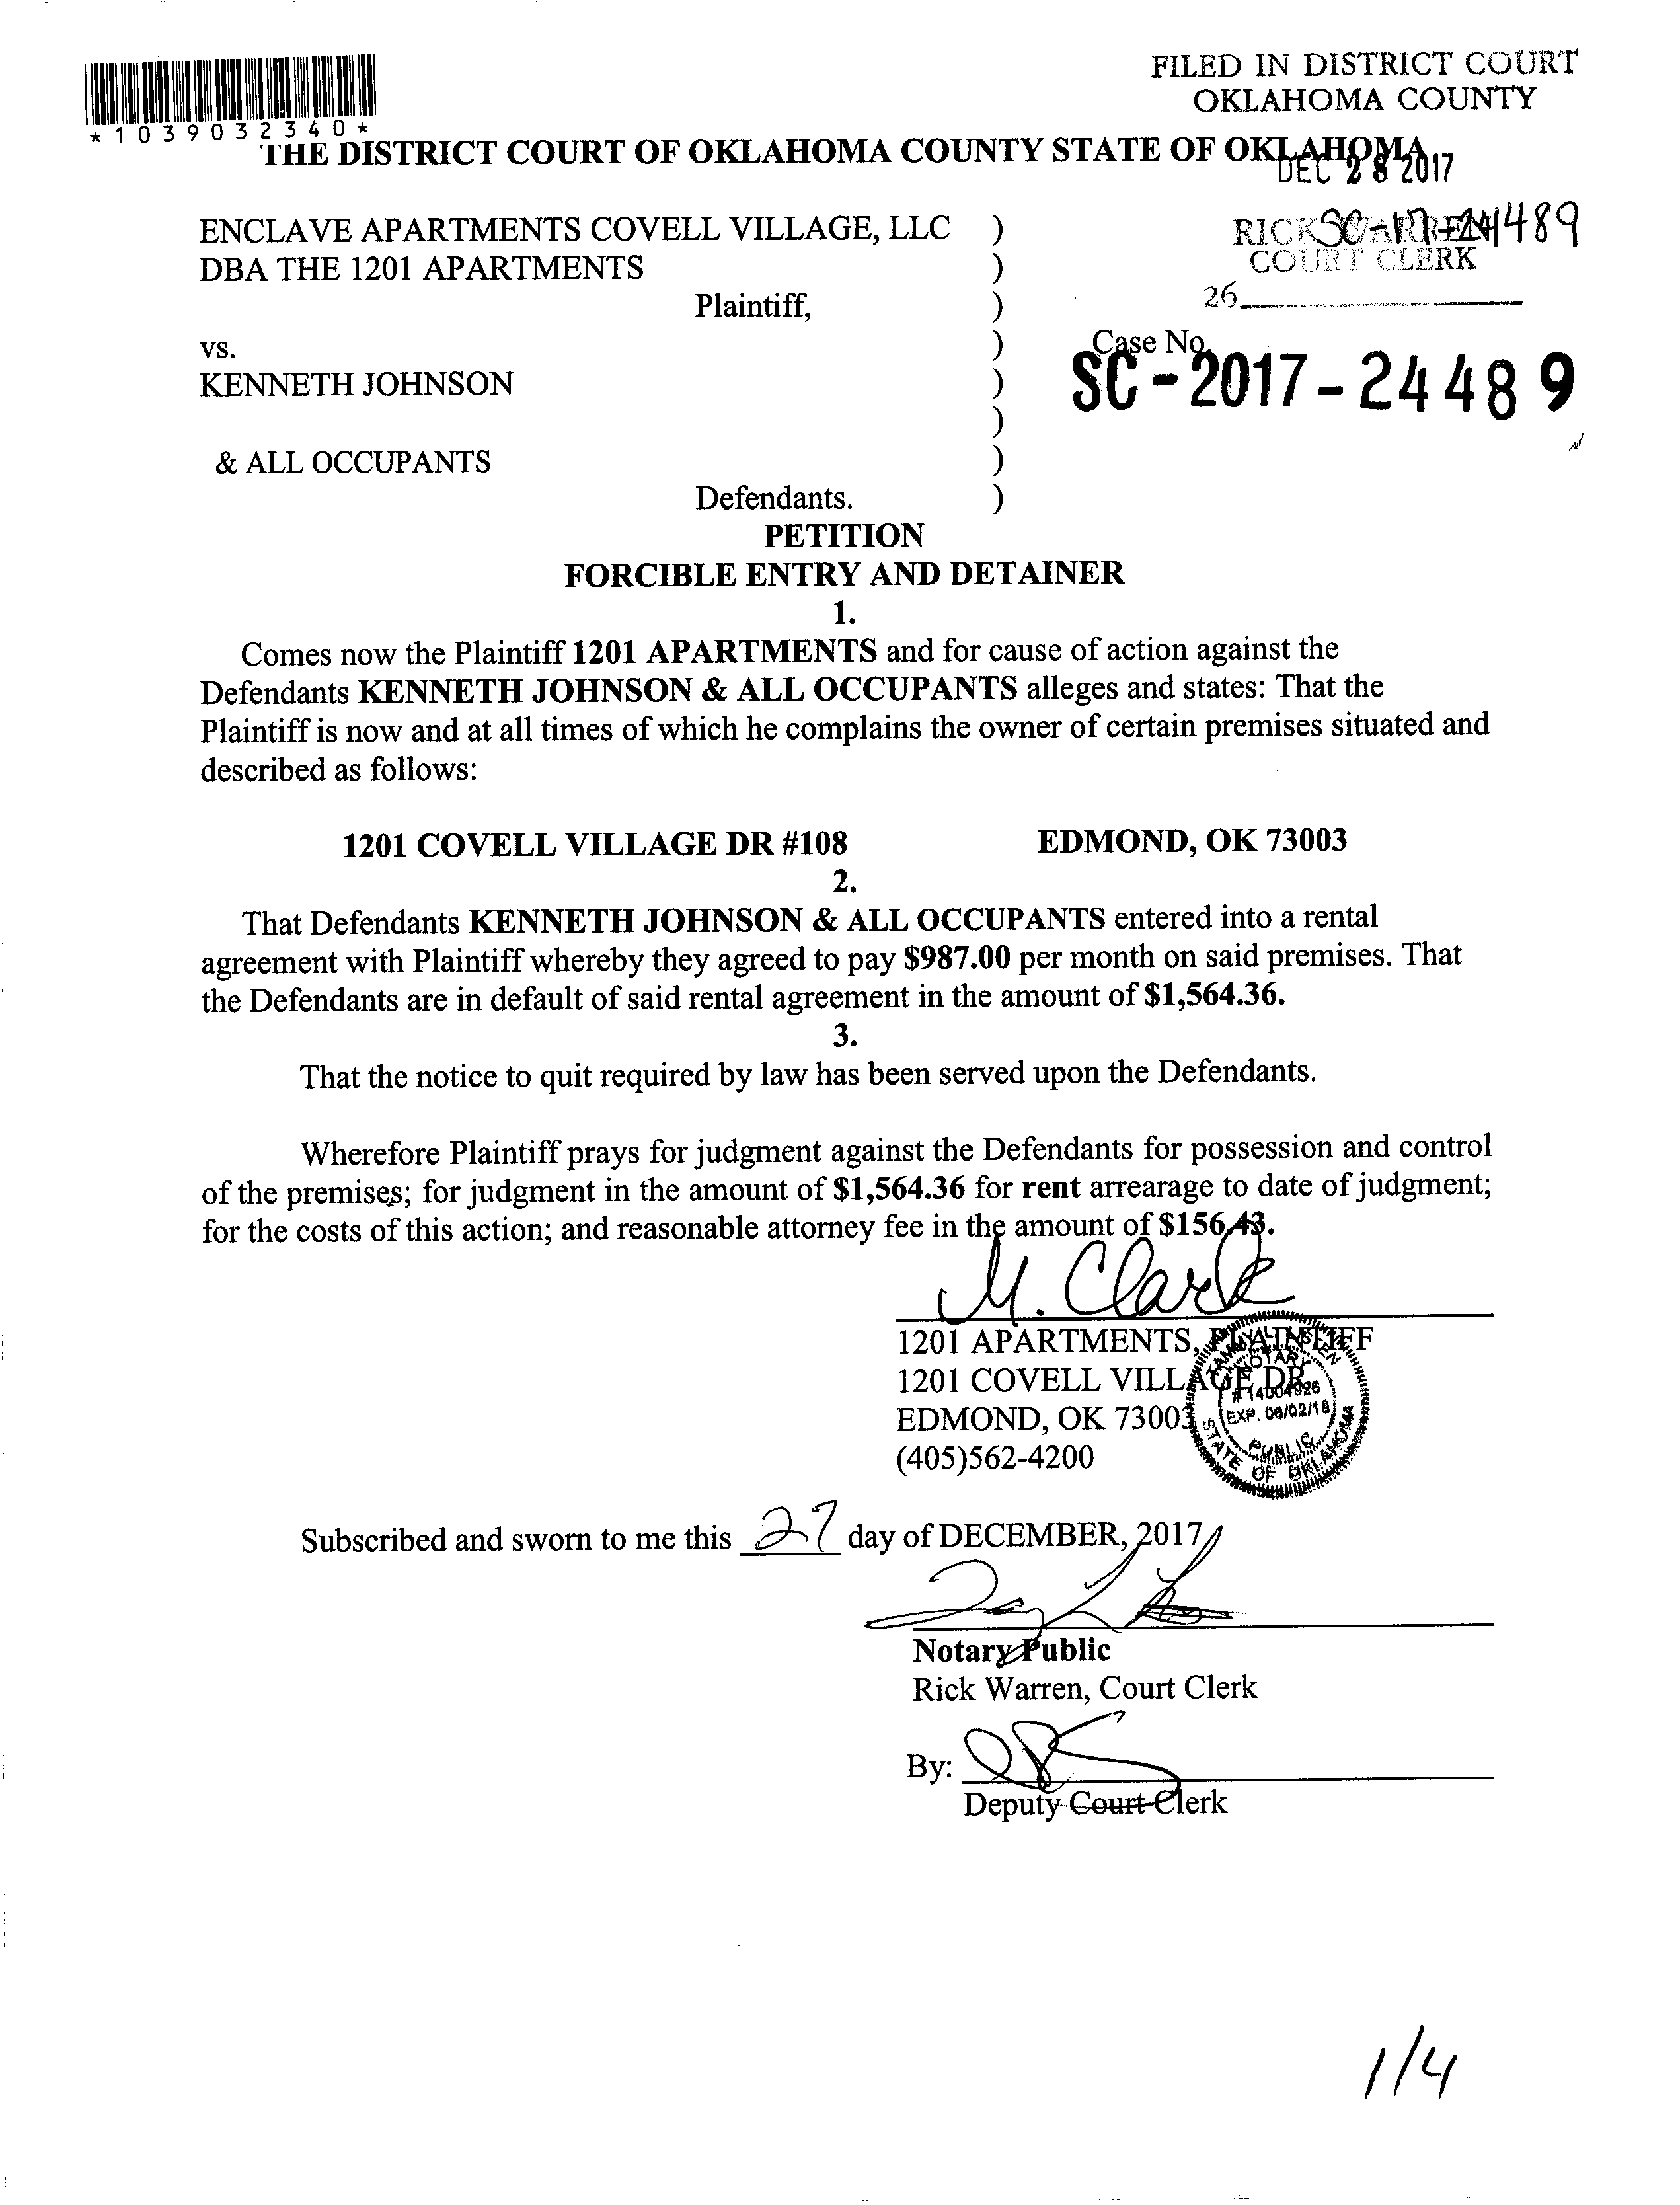 FILED IN DISTRICT COURT
OKLAHOMA COUNTY
*1039032340*
THE DISTRICT COURT OF OKLAHOMA COUNTY STATE OF OKLAHOMA
DEC 28 2017
ENCLAVE APARTMENTS COVELL VILLAGE, LLC )
DBA THE 1201 APARTMENTS )
RICK WARREN
COURT CLERK
SC-17-24489
Plaintiff, )
26
vs. )
Case No.
KENNETH JOHNSON )
SC-2017-24489
)
& ALL OCCUPANTS )
Defendants. )
PETITION
FORCIBLE ENTRY AND DETAINER
1.
Comes now the Plaintiff 1201 APARTMENTS and for cause of action against the
Defendants KENNETH JOHNSON & ALL OCCUPANTS alleges and states: That the
Plaintiff is now and at all times of which he complains the owner of certain premises situated and
described as follows:
1201 COVELL VILLAGE DR #108 EDMOND, OK 73003
2.
That Defendants KENNETH JOHNSON & ALL OCCUPANTS entered into a rental
agreement with Plaintiff whereby they agreed to pay $987.00 per month on said premises. That
the Defendants are in default of said rental agreement in the amount of $1,564.36.
3.
That the notice to quit required by law has been served upon the Defendants.
Wherefore Plaintiff prays for judgment against the Defendants for possession and control
of the premises; for judgment in the amount of $1,564.36 for rent arrearage to date of judgment;
for the costs of this action; and reasonable attorney fee in the amount of $156.43.
M. Clark
1201 APARTMENTS, PLAINTIFF
1201 COVELL VILLAGE DR
EDMOND, OK 73003
(405)562-4200
NOTARY
# 14004926
EXP. 06/02/18
PUBLIC
STATE OF OKLAHOMA
Subscribed and sworn to me this 27 day of DECEMBER, 2017
Notary Public
Rick Warren, Court Clerk
By:
Deputy Court Clerk
1/4